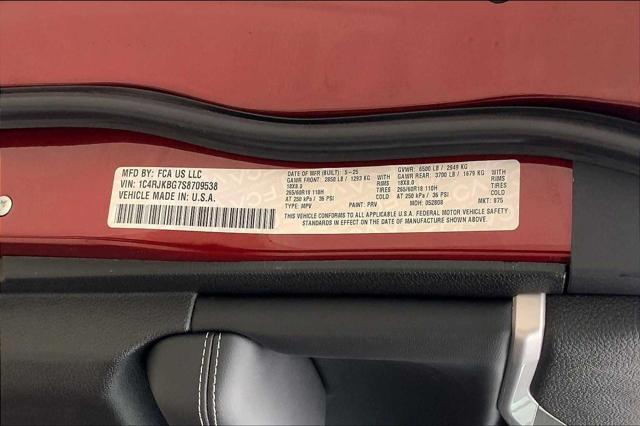 MFD BY: FCA US LLC
VIN: 1C4RJKBG7S8709538
VEHICLE MADE IN: U.S.A.
DATE OF MFR (BUILT): 5-25 GVWR: 6500 LB / 2949 KG
GAWR FRONT: 2850 LB / 1293 KG WITH GAWR REAR: 3700 LB / 1679 KG WITH
18X8.0 RIMS 18X8.0 RIMS
265/60R18 110H TIRES 265/60R18 110H TIRES
AT 250 kPa / 36 PSI COLD AT 250 kPa / 36 PSI COLD
TYPE: MPV PAINT: PRV MDH: 052808 MKT: 875
THIS VEHICLE CONFORMS TO ALL APPLICABLE U.S.A. FEDERAL MOTOR VEHICLE SAFETY
STANDARDS IN EFFECT ON THE DATE OF MANUFACTURE SHOWN ABOVE.